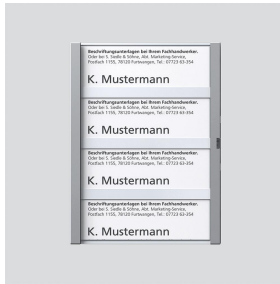 Beschriftungsunterlagen bei Ihrem Fachhandwerker.
Oder bei S. Siedle & Söhne, Abt. Marketing-Service,
Postfach 1155, 78120 Furtwangen, Tel.: 07723 63-354
K. Mustermann
Beschriftungsunterlagen bei Ihrem Fachhandwerker.
Oder bei S. Siedle & Söhne, Abt. Marketing-Service,
Postfach 1155, 78120 Furtwangen, Tel.: 07723 63-354
K. Mustermann
Beschriftungsunterlagen bei Ihrem Fachhandwerker.
Oder bei S. Siedle & Söhne, Abt. Marketing-Service,
Postfach 1155, 78120 Furtwangen, Tel.: 07723 63-354
K. Mustermann
Beschriftungsunterlagen bei Ihrem Fachhandwerker.
Oder bei S. Siedle & Söhne, Abt. Marketing-Service,
Postfach 1155, 78120 Furtwangen, Tel.: 07723 63-354
K. Mustermann